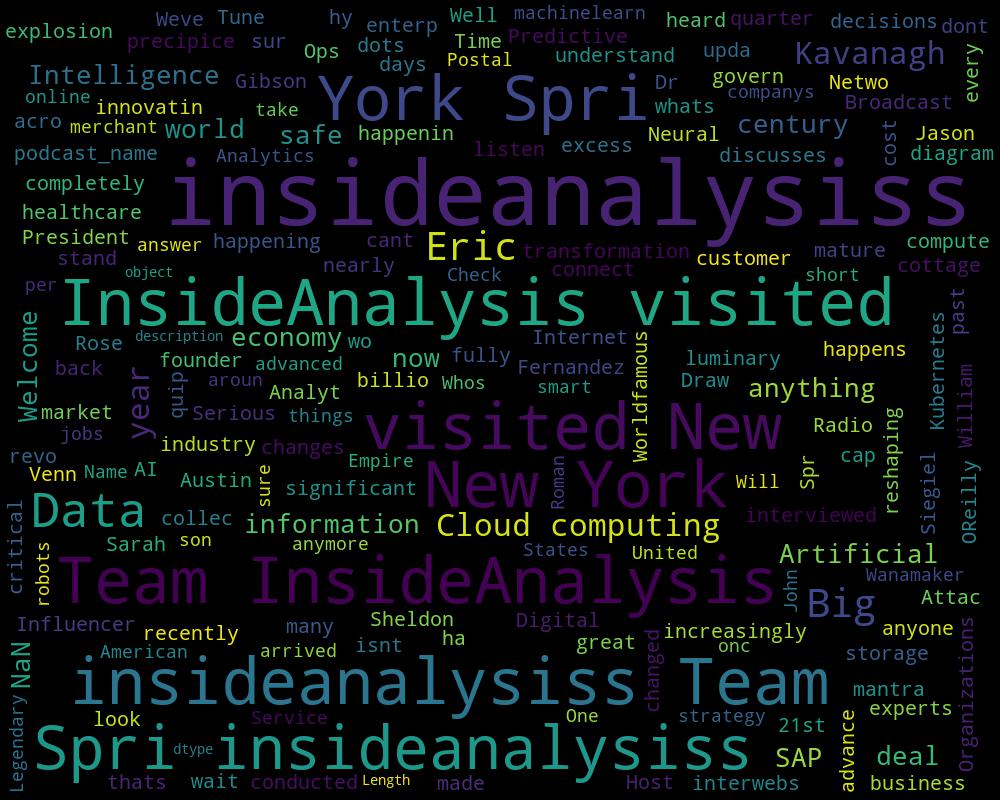 explosion Weve Tune hy enterp Well machinelearn heard quarter decisions dont
precipice sur Ops dots Time Predictive understand upda Kavanagh every
Intelligence Gibson days Postal Dr govern Netwo
online innovatin take York Spri whats companys Broadcast
acro merchant world safe happenin Neural century cost Jason
podcast_name Analytics listen excess discusses diagram
completely insideanalysiss
healthcare
President answer happening cant Eric transformation customer mature compute
stand object nearly Check connect short cottage
per InsideAnalysis visited past
Welcome Rose description economy wo Internet Worldfamous luminary happens Kubernetes William
back founder advanced now fully Fernandez
year quip aroun Analyt billio Whos smart Draw anything
market Serious things visited New Radio reshaping
jobs industry changes
revo Venn Name AI Austin sure significant Empire New York Roman Will Spr cap Siegiel OReilly
Data collec information Cloud computing interviewed
critical robots Sarah son anymore States United Artificial
Team InsideAnalysis John Big Wanamaker Attac
Influencer recently many Sheldon ha Digital great changed increasingly onc anyone Organizations
NaN American arrived isnt storage
Legendary insideanalysiss Team mantra
look Service One strategy 21st advance experts
Spri dtype insideanalysiss SAP deal
thats wait conducted Length made Host interwebs business